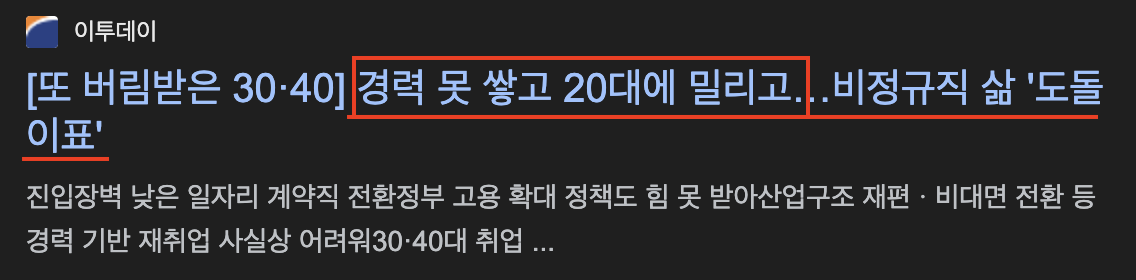 이투데이
[또 버림받은 30·40] 경력 못 쌓고 20대에 밀리고…비정규직 삶 '도돌
이표'
진입장벽 낮은 일자리 계약직 전환정부 고용 확대 정책도 힘 못 받아산업구조 재편 · 비대면 전환 등
경력 기반 재취업 사실상 어려워30·40대 취업 ...